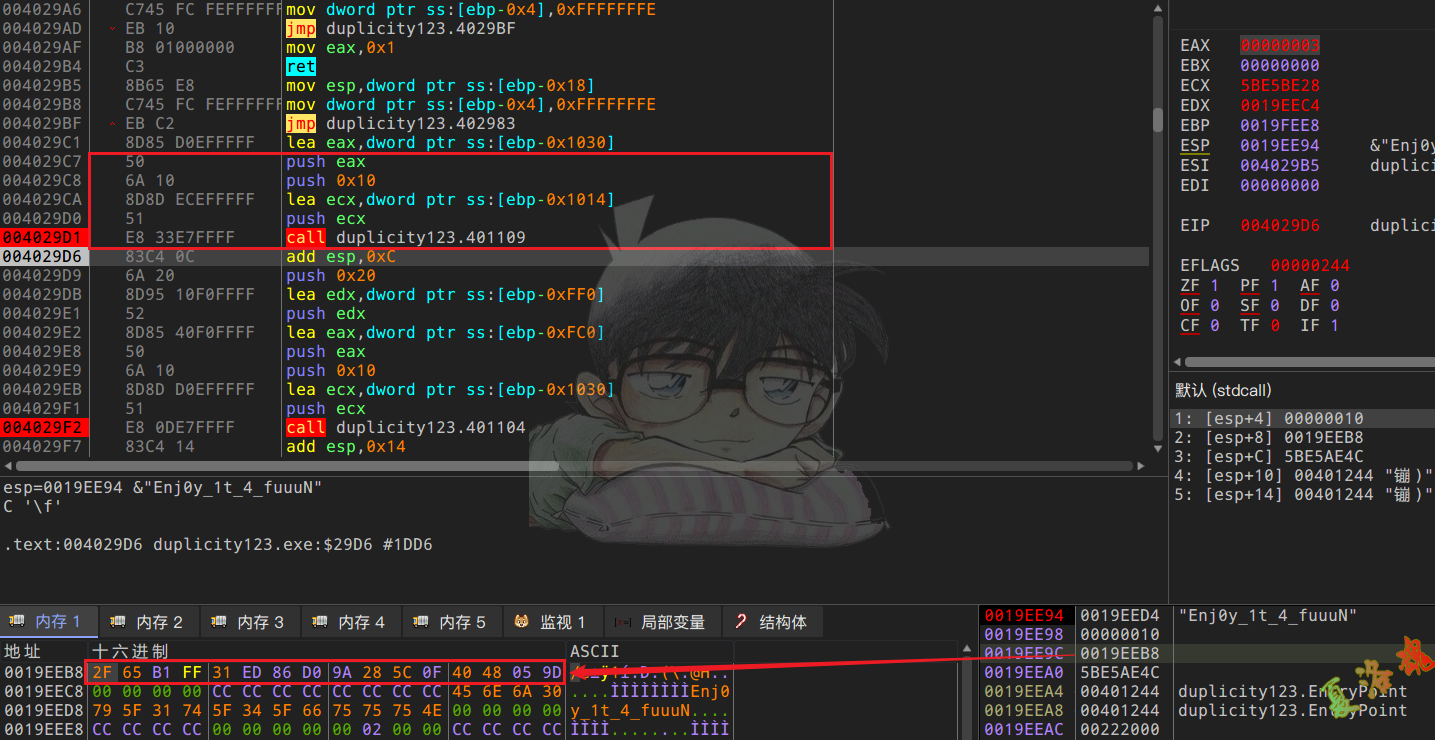 004029A6 C745 FC FEFFFFFF mov dword ptr ss:[ebp-0x4],0xFFFFFFFE
004029AD EB 10 jmp duplicity123.4029BF
004029AF B8 01000000 mov eax,0x1
004029B4 C3 ret
004029B5 8B65 E8 mov esp,dword ptr ss:[ebp-0x18]
004029B8 C745 FC FEFFFFFF mov dword ptr ss:[ebp-0x4],0xFFFFFFFE
004029BF EB C2 jmp duplicity123.402983
004029C1 8D85 D0EFFFFF lea eax,dword ptr ss:[ebp-0x1030]
004029C7 50 push eax
004029C8 6A 10 push 0x10
004029CA 8D8D ECEFFFFF lea ecx,dword ptr ss:[ebp-0x1014]
004029D0 51 push ecx
004029D1 E8 33E7FFFF call duplicity123.401109
004029D6 83C4 0C add esp,0xC
004029D9 6A 20 push 0x20
004029DB 8D95 10F0FFFF lea edx,dword ptr ss:[ebp-0xFF0]
004029E1 52 push edx
004029E2 8D85 40F0FFFF lea eax,dword ptr ss:[ebp-0xFC0]
004029E8 50 push eax
004029E9 6A 10 push 0x10
004029EB 8D8D D0EFFFFF lea ecx,dword ptr ss:[ebp-0x1030]
004029F1 51 push ecx
004029F2 E8 0DE7FFFF call duplicity123.401104
004029F7 83C4 14 add esp,0x14
EAX 00000003
EBX 00000000
ECX 5BE5BE28
EDX 0019EEC4
EBP 0019FEE8
ESP 0019EE94 &"Enj0y
ESI 004029B5 duplici
EDI 00000000
EIP 004029D6 duplici
EFLAGS 00000244
ZF 1 PF 1 AF 0
OF 0 SF 0 DF 0
CF 0 TF 0 IF 1
默认 (stdcall)
1: [esp+4] 00000010
2: [esp+8] 0019EEB8
3: [esp+C] 5BE5AE4C
4: [esp+10] 00401244 "镚)"
5: [esp+14] 00401244 "镚)"
esp=0019EE94 &"Enj0y_1t_4_fuuuN"
C '\f'
.text:004029D6 duplicity123.exe:$29D6 #1DD6
内存 1 内存 2 内存 3 内存 4 内存 5 监视 1 局部变量 结构体
地址 十六进制 ASCII
0019EEB8 2F 65 B1 FF 31 ED 86 D0 9A 28 5C 0F 40 48 05 9D
0019EEC8 00 00 00 00 CC CC CC CC CC CC CC CC 45 6E 6A 30 ....ÌÌÌÌÌÌÌÌEnj0
0019EED8 79 5F 31 74 5F 34 5F 66 75 75 75 4E 00 00 00 00 y_1t_4_fuuuN....
0019EEE8 CC CC CC CC 00 00 00 00 02 00 00 00 CC CC CC CC ÌÌÌÌ........ÌÌÌÌ
0019EE94 0019EED4 "Enj0y_1t_4_fuuuN"
0019EE98 00000010
0019EE9C 0019EEB8
0019EEA0 5BE5AE4C
0019EEA4 00401244 duplicity123.EntryPoint
0019EEA8 00401244 duplicity123.EntryPoint
0019EEAC 00222000